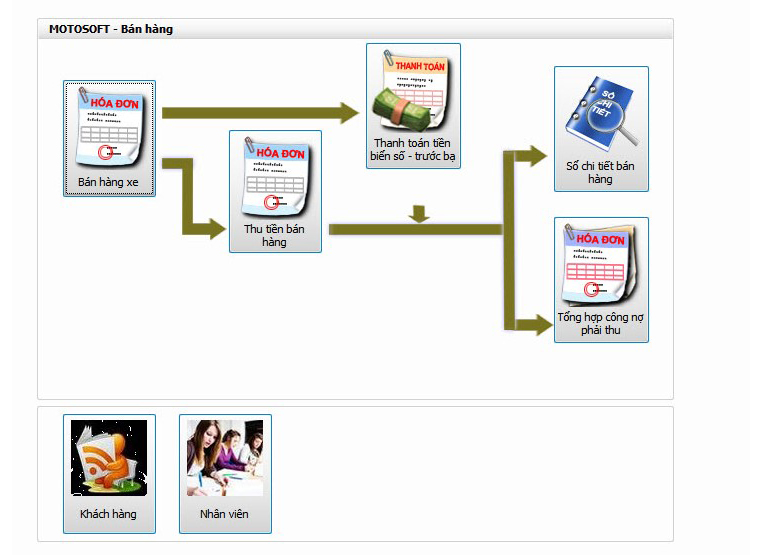 MOTOSOFT - Bán hàng
HÓA ĐƠN
Bán hàng xe
THANH TOÁN
Thanh toán tiền
biển số - trước bạ
SỔ
CHI
TIẾT
Sổ chi tiết bán
hàng
HÓA ĐƠN
Thu tiền bán
hàng
HÓA ĐƠN
Tổng hợp công nợ
phải thu
Khách hàng
Nhân viên